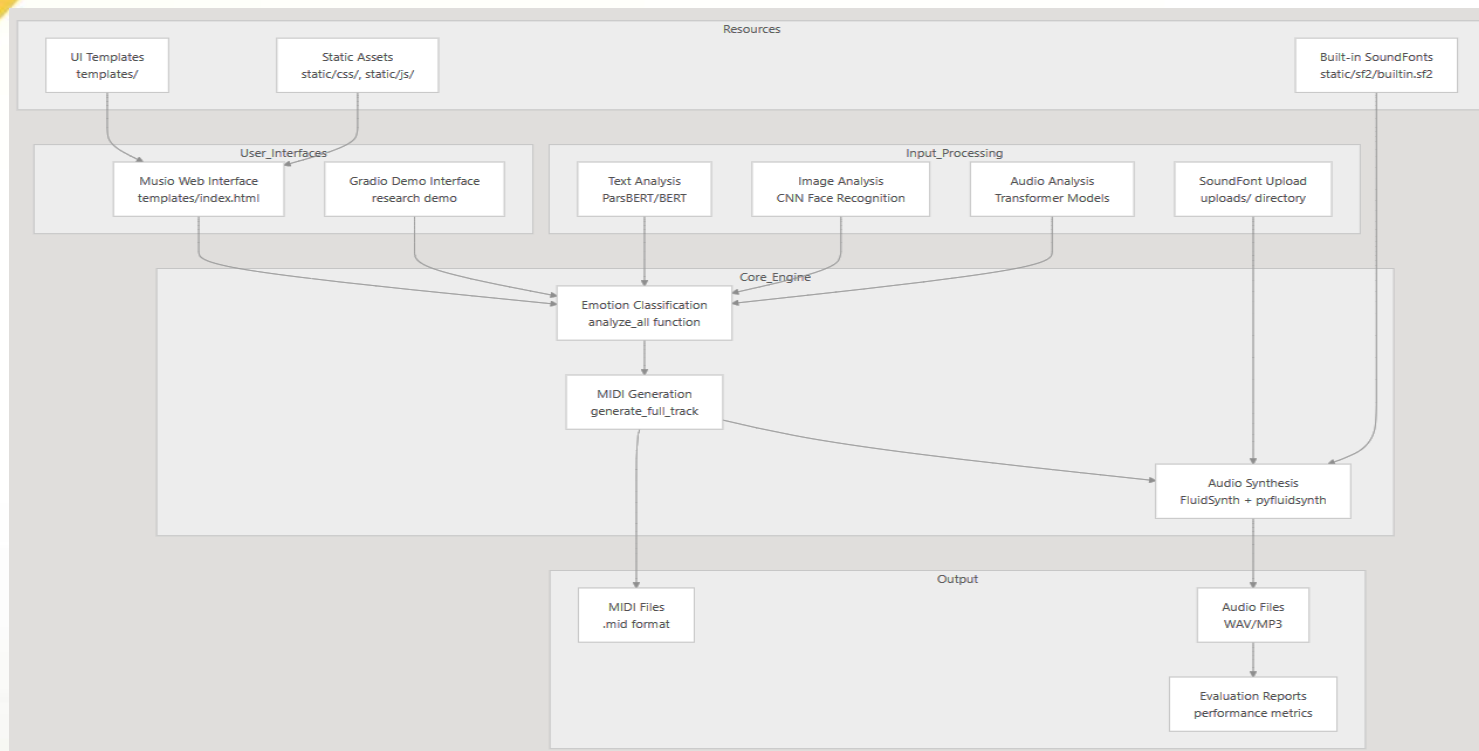 Resources
UI Templates
templates/
Static Assets
static/css/, static/js/
Built-in SoundFonts
static/sf2/builtin.sf2
User_Interfaces
Musio Web Interface
templates/index.html
Gradio Demo Interface
research demo
Input_Processing
Text Analysis
ParsBERT/BERT
Image Analysis
CNN Face Recognition
Audio Analysis
Transformer Models
SoundFont Upload
uploads/ directory
Core_Engine
Emotion Classification
analyze_all function
MIDI Generation
generate_full_track
Audio Synthesis
FluidSynth + pyfluidsynth
Output
MIDI Files
.mid format
Audio Files
WAV/MP3
Evaluation Reports
performance metrics